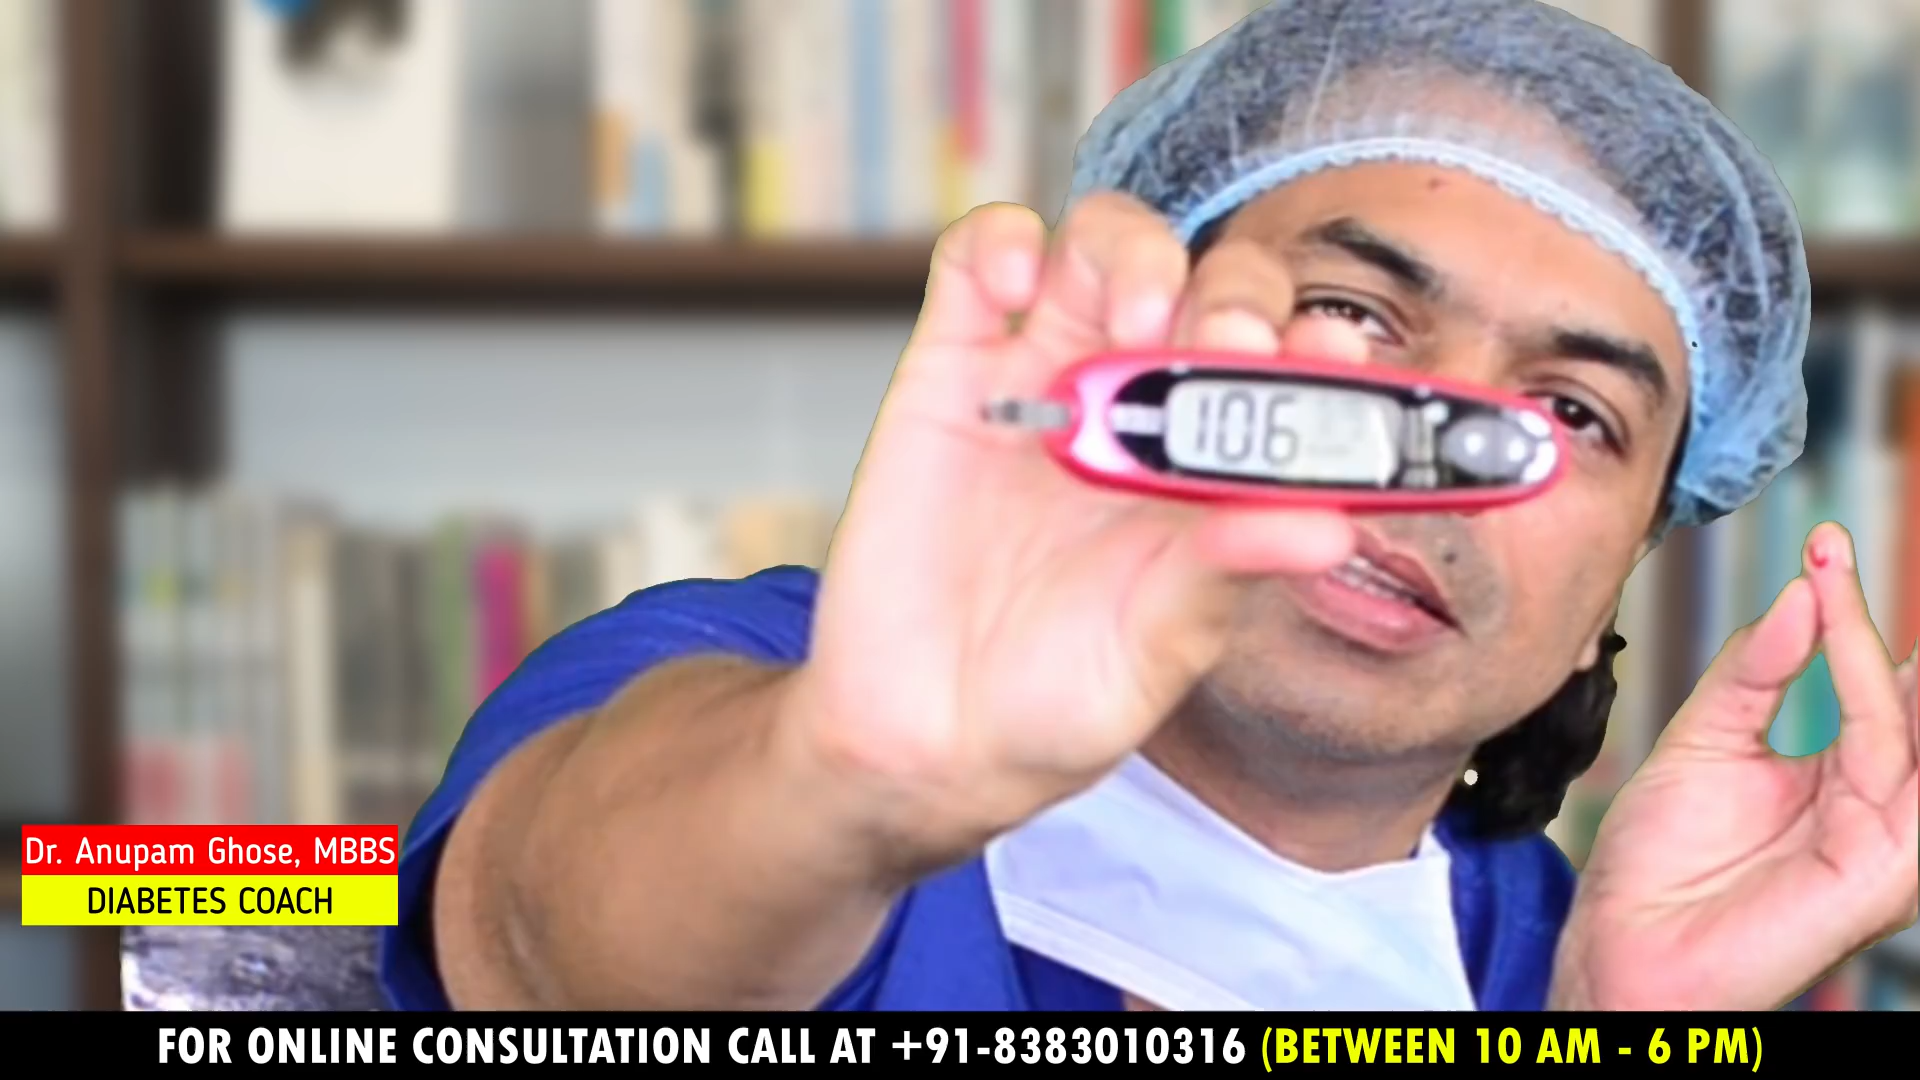 106
Dr. Anupam Ghose, MBBS
DIABETES COACH
FOR ONLINE CONSULTATION CALL AT +91-8383010316 (BETWEEN 10 AM - 6 PM)